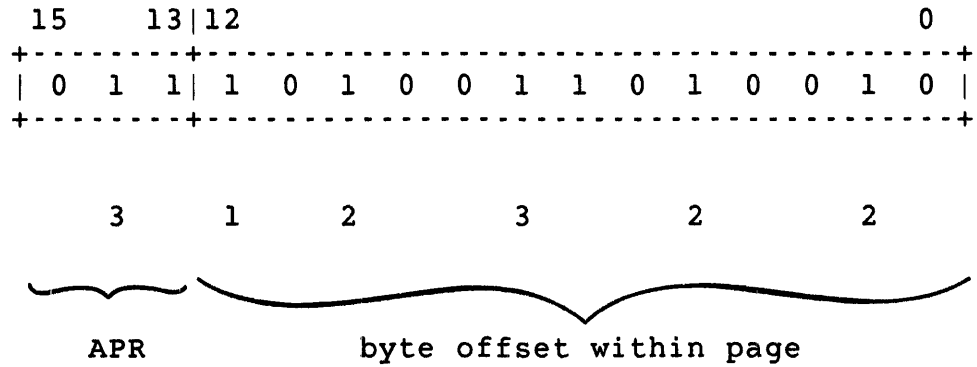 15 13|12 0
+-------+---------------------------+
| 0 1 1| 1 0 1 0 0 1 1 0 1 0 0 1 0 |
+-------+---------------------------+
3 1 2 3 2 2
APR byte offset within page